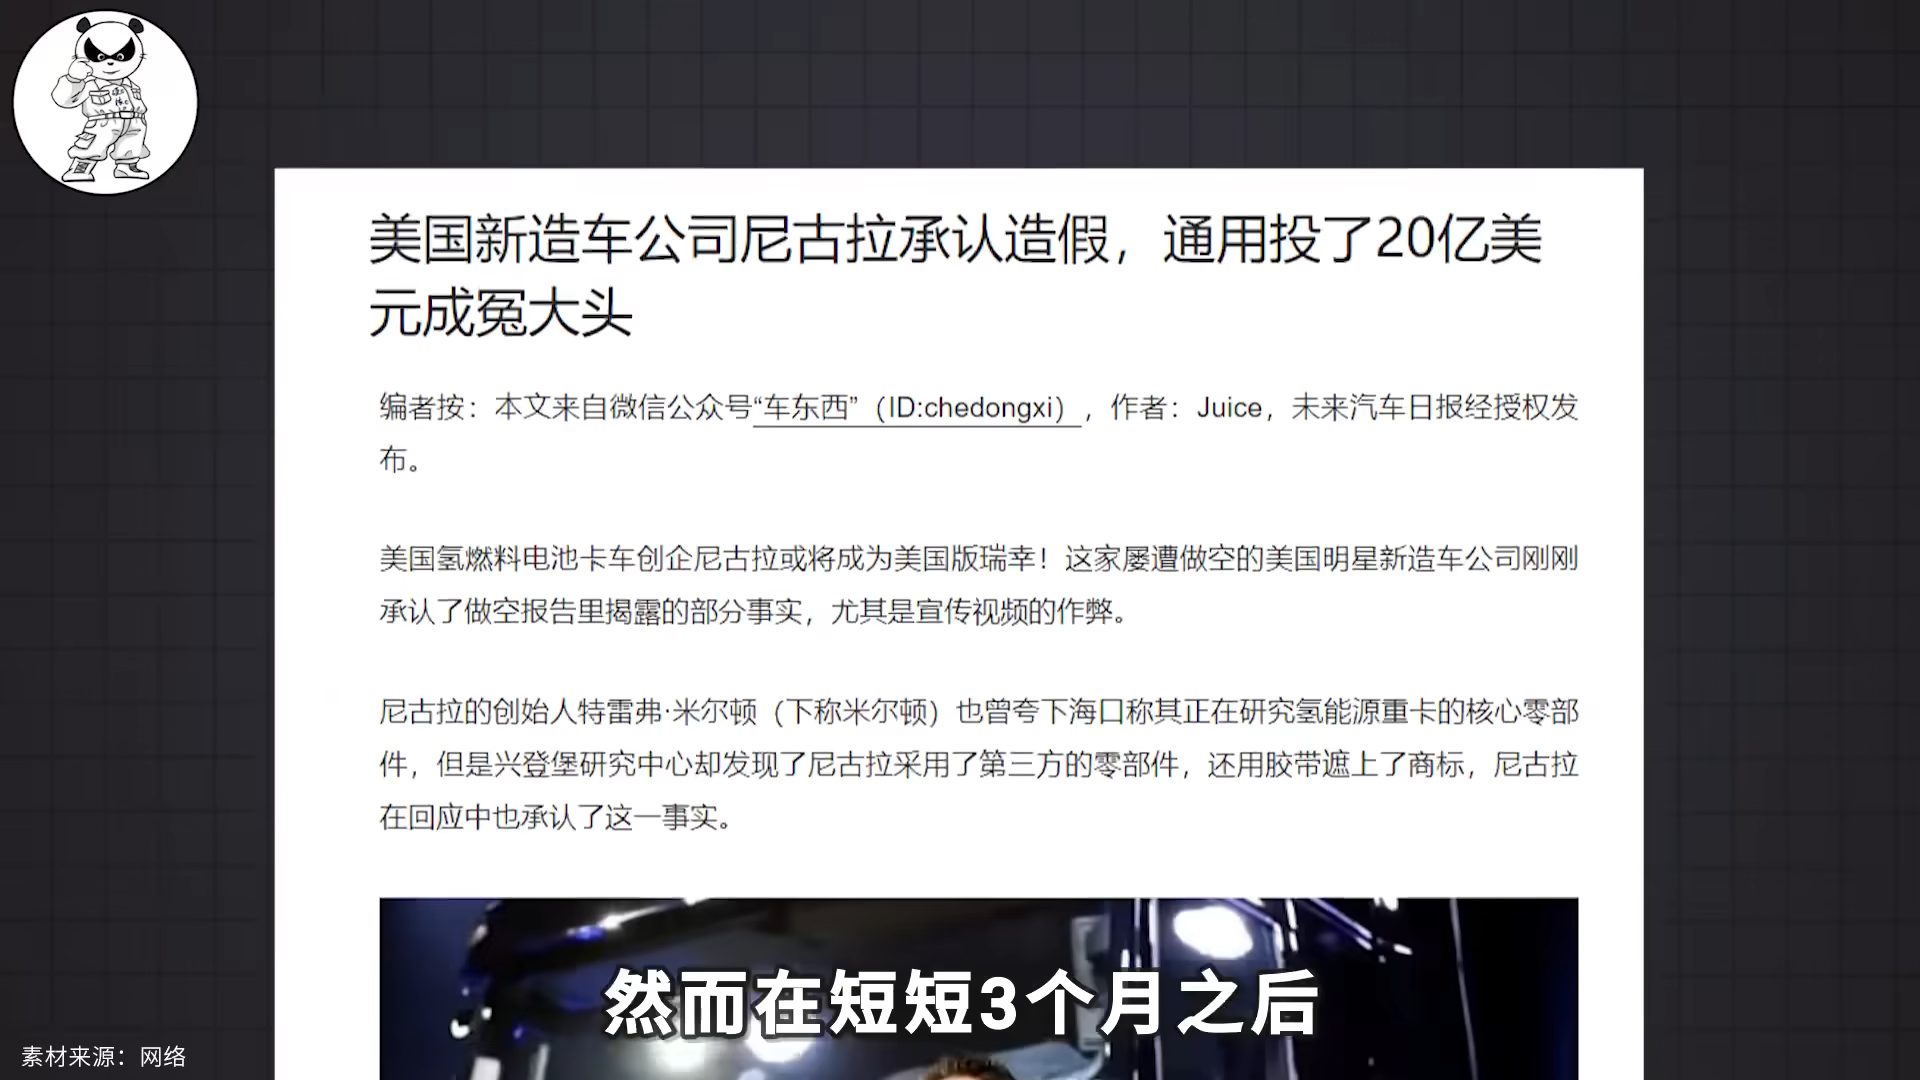 美国新造车公司尼古拉承认造假，通用投了20亿美
元成冤大头
编者按：本文来自微信公众号“车东西”（ID:chedongxi），作者：Juice，未来汽车日报经授权发
布。
美国氢燃料电池卡车创企尼古拉或将成为美国版瑞幸！这家屡遭做空的美国明星新造车公司刚刚
承认了做空报告里揭露的部分事实，尤其是宣传视频的作弊。
尼古拉的创始人特雷弗·米尔顿（下称米尔顿）也曾夸下海口称其正在研究氢能源重卡的核心零部
件，但是兴登堡研究中心却发现了尼古拉采用了第三方的零部件，还用胶带遮上了商标，尼古拉
在回应中也承认了这一事实。
然而在短短3个月之后
素材来源：网络